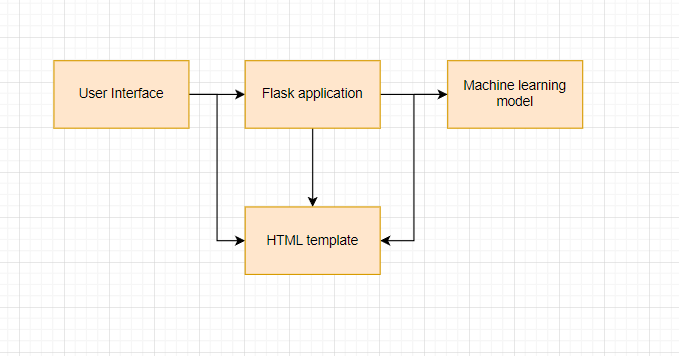 User Interface
Flask application
Machine learning
model
HTML template